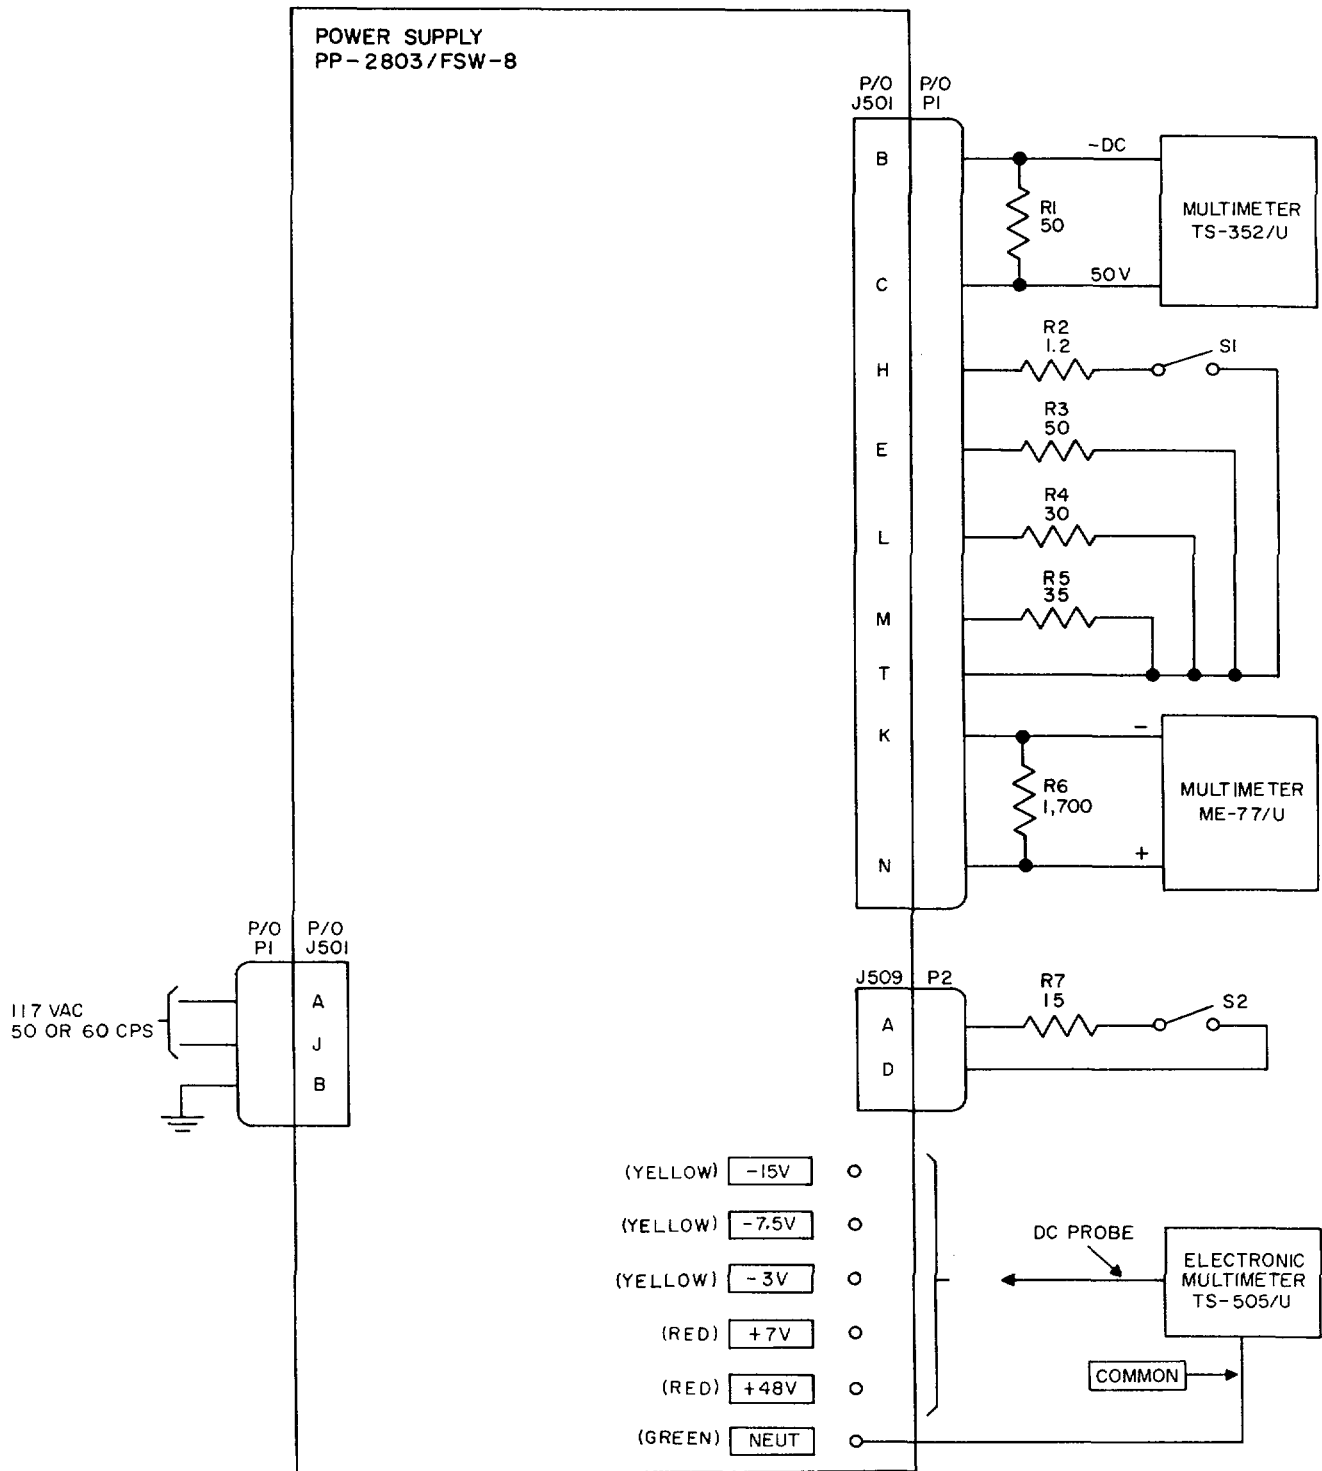 POWER SUPPLY
PP-2803/FSW-8
P/O
J501
P/O
P1
B
C
H
E
L
M
T
K
N
-DC
R1
50
50V
MULTIMETER
TS-352/U
R2
1.2
S1
R3
50
R4
30
R5
35
-
R6
1,700
+
MULTIMETER
ME-77/U
P/O
P1
P/O
J501
117 VAC
50 OR 60 CPS
A
J
B
J509
P2
A
D
R7
15
S2
(YELLOW) -15V
(YELLOW) -7.5V
(YELLOW) -3V
(RED) +7V
(RED) +48V
(GREEN) NEUT
DC PROBE
ELECTRONIC
MULTIMETER
TS-505/U
COMMON